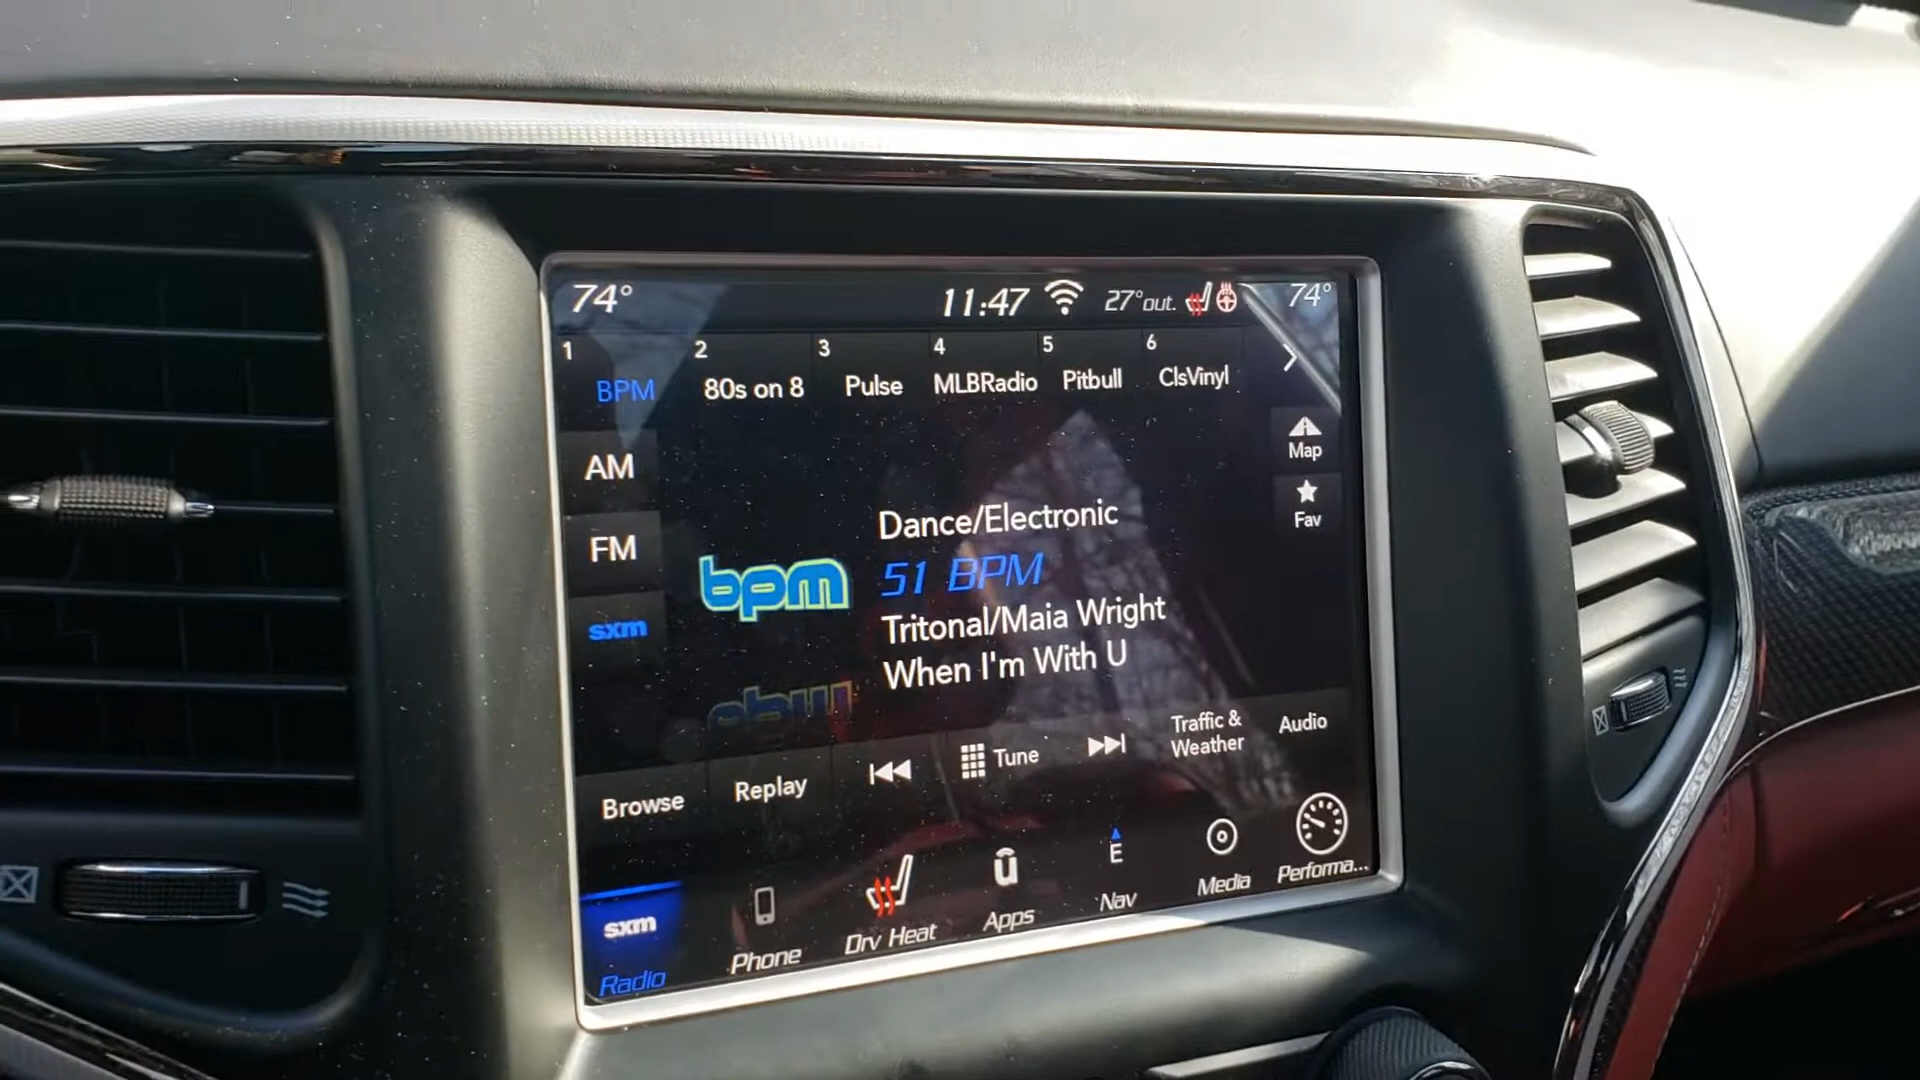 74° 11:47 27°out. 74°
1 2 3 4 5 6
BPM 80s on 8 Pulse MLBRadio Pitbull ClsVinyl
AM
FM
sxm
Map
Fav
bpm
Dance/Electronic
51 BPM
Tritonal/Maia Wright
When I'm With U
Browse Replay Tune Traffic & Weather Audio
sxm
Radio Phone Drv Heat Apps E Nav Media Performa...